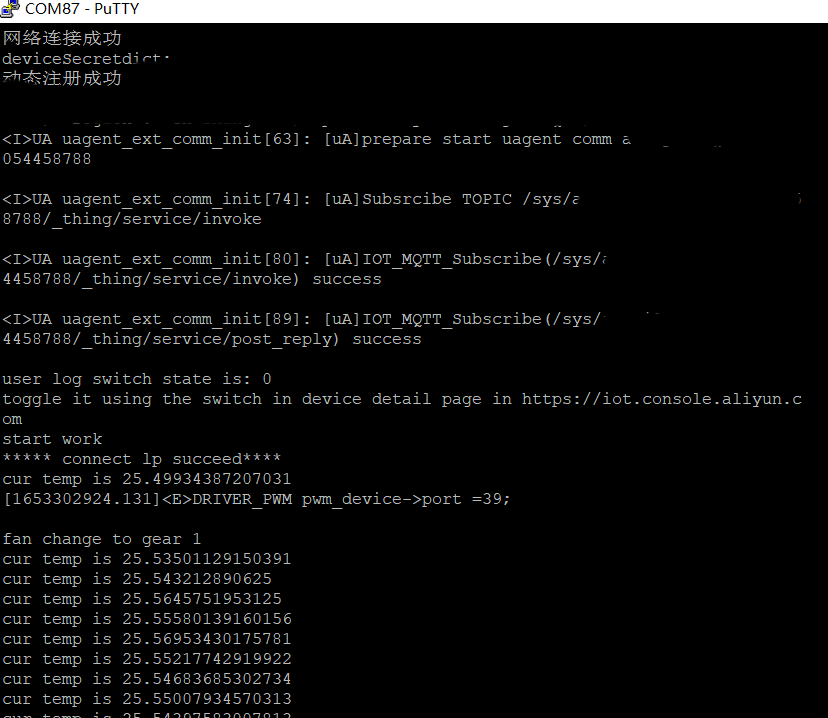 COM87 - PuTTY
网络连接成功
deviceSecretdict:
动态注册成功
<I>UA uagent_ext_comm_init[63]: [uA]prepare start uagent comm a
054458788
<I>UA uagent_ext_comm_init[74]: [uA]Subsrcibe TOPIC /sys/a
8788/_thing/service/invoke
<I>UA uagent_ext_comm_init[80]: [uA]IOT_MQTT_Subscribe(/sys/
4458788/_thing/service/invoke) success
<I>UA uagent_ext_comm_init[89]: [uA]IOT_MQTT_Subscribe(/sys/
4458788/_thing/service/post_reply) success
user log switch state is: 0
toggle it using the switch in device detail page in https://iot.console.aliyun.c
om
start work
***** connect lp succeed****
cur temp is 25.49934387207031
[1653302924.131]<E>DRIVER_PWM pwm_device->port =39;
fan change to gear 1
cur temp is 25.53501129150391
cur temp is 25.543212890625
cur temp is 25.5645751953125
cur temp is 25.55580139160156
cur temp is 25.56953430175781
cur temp is 25.55217742919922
cur temp is 25.54683685302734
cur temp is 25.55007934570313
cur temp is 25.54397583007813